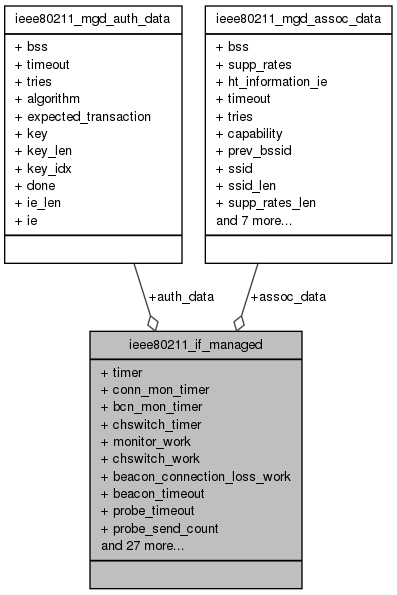 ieee80211_mgd_auth_data
+ bss
+ timeout
+ tries
+ algorithm
+ expected_transaction
+ key
+ key_len
+ key_idx
+ done
+ ie_len
+ ie
ieee80211_mgd_assoc_data
+ bss
+ supp_rates
+ ht_information_ie
+ timeout
+ tries
+ capability
+ prev_bssid
+ ssid
+ ssid_len
+ supp_rates_len
and 7 more...
+auth_data
+assoc_data
ieee80211_if_managed
+ timer
+ conn_mon_timer
+ bcn_mon_timer
+ chswitch_timer
+ monitor_work
+ chswitch_work
+ beacon_connection_loss_work
+ beacon_timeout
+ probe_timeout
+ probe_send_count
and 27 more...